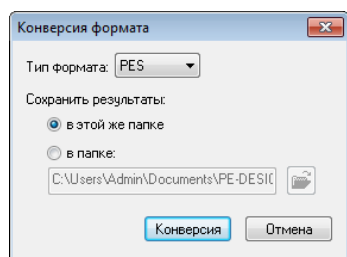 Конверсия формата
Тип формата: PES
Сохранить результаты:
в этой же папке
в папке:
C:\Users\Admin\Documents\PE-DESIG
Конверсия Отмена